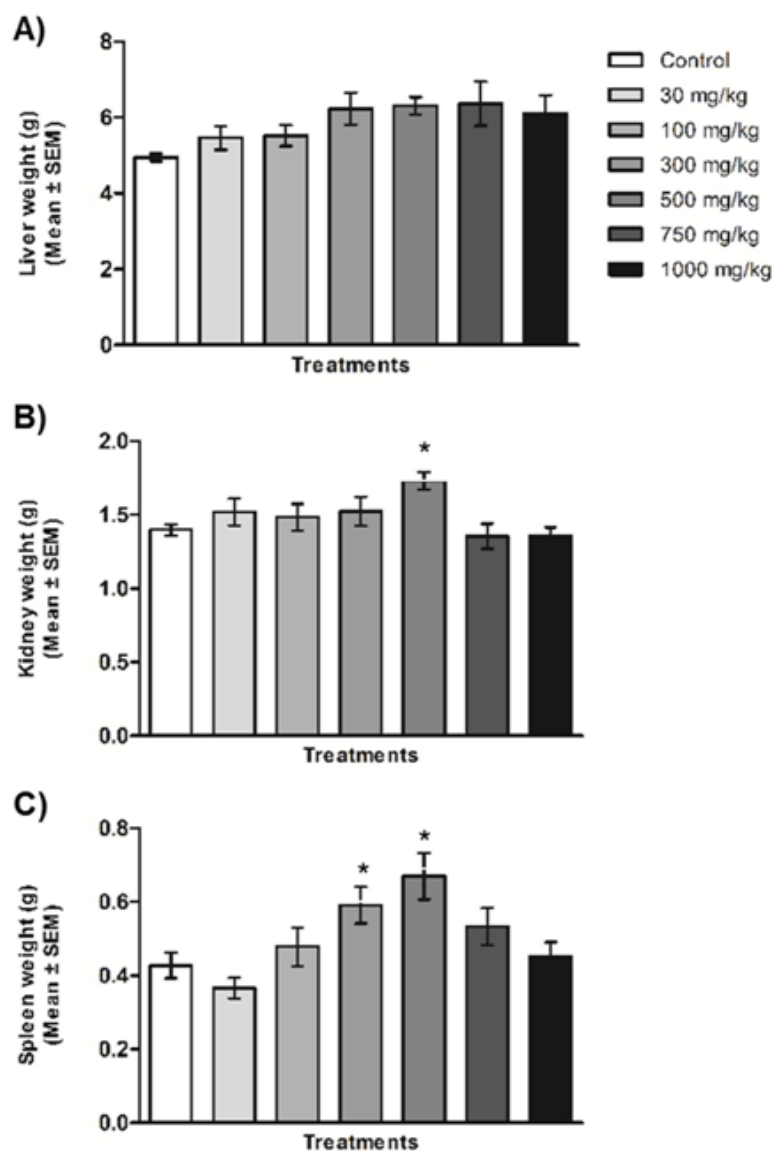 A)
Liver weight (g)
(Mean ± SEM)
8
6
4
2
0
Treatments
Control
30 mg/kg
100 mg/kg
300 mg/kg
500 mg/kg
750 mg/kg
1000 mg/kg
B)
Kidney weight (g)
(Mean ± SEM)
2.0
1.5
1.0
0.5
0.0
*
Treatments
C)
Spleen weight (g)
(Mean ± SEM)
0.8
0.6
0.4
0.2
0.0
*
*
Treatments